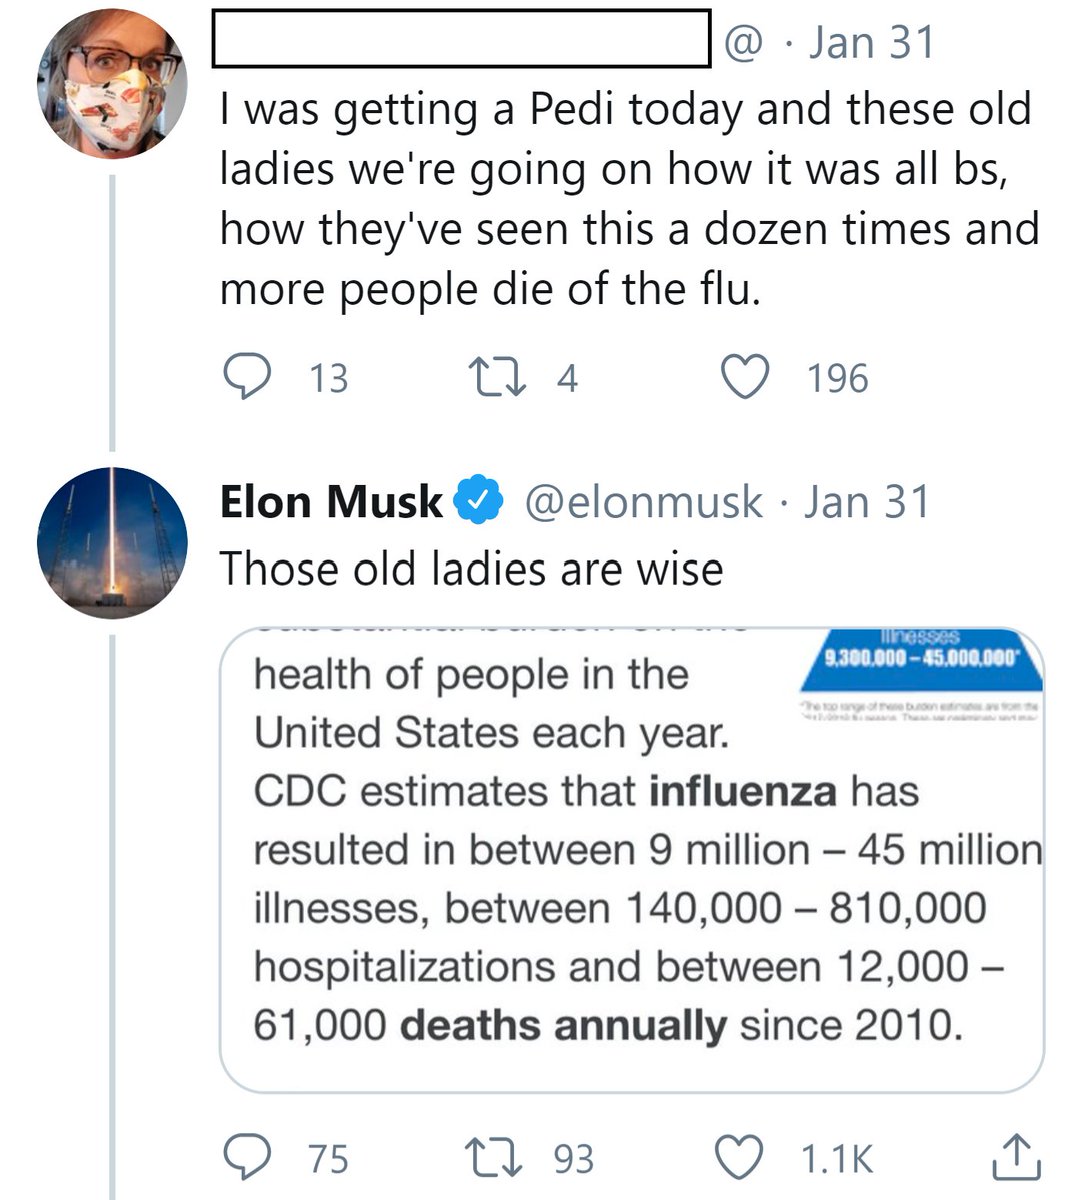 @ · Jan 31
I was getting a Pedi today and these old
ladies we're going on how it was all bs,
how they've seen this a dozen times and
more people die of the flu.
13 4 196
Elon Musk @elonmusk · Jan 31
Those old ladies are wise
Illnesses
9,300,000 – 45,000,000*
*The top range of these burden estimates are from the
health of people in the
United States each year.
CDC estimates that influenza has
resulted in between 9 million – 45 million
illnesses, between 140,000 – 810,000
hospitalizations and between 12,000 –
61,000 deaths annually since 2010.
75 93 1.1K